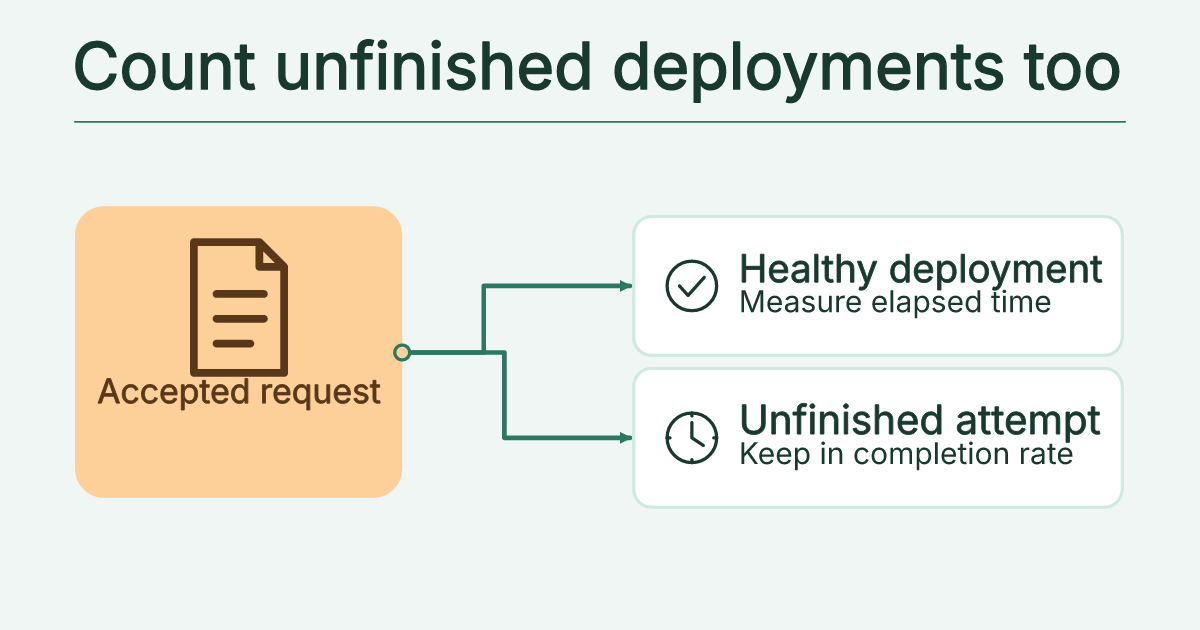 Count unfinished deployments too
Accepted request
Healthy deployment
Measure elapsed time
Unfinished attempt
Keep in completion rate